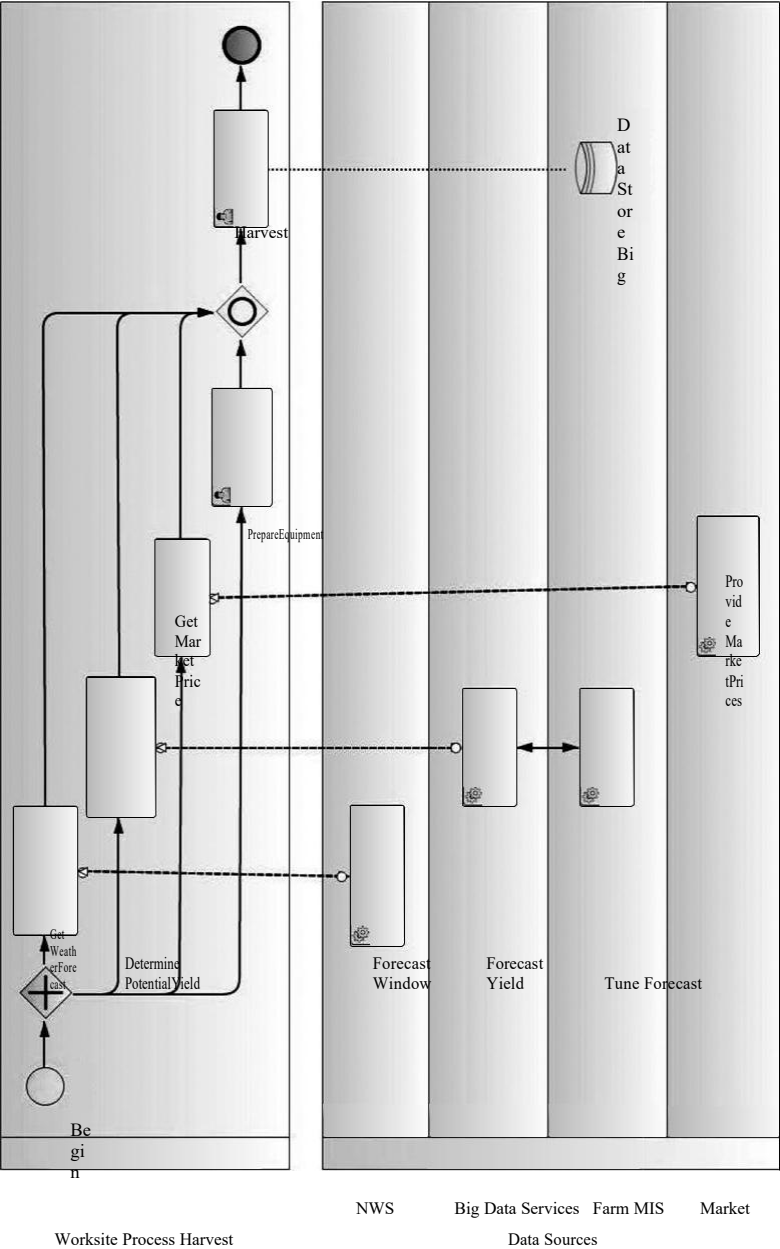 D
at
a
St
or
e
Bi
g
Harvest
PrepareEquipment
Get
Mar
ket
Pric
e
Pro
vid
e
Ma
rke
tPri
ces
Get
Weath
erFore
cast
Determine
PotentialYield
Forecast
Window
Forecast
Yield
Tune Forecast
Be
gi
n
NWS
Big Data Services
Farm MIS
Market
Worksite Process Harvest
Data Sources